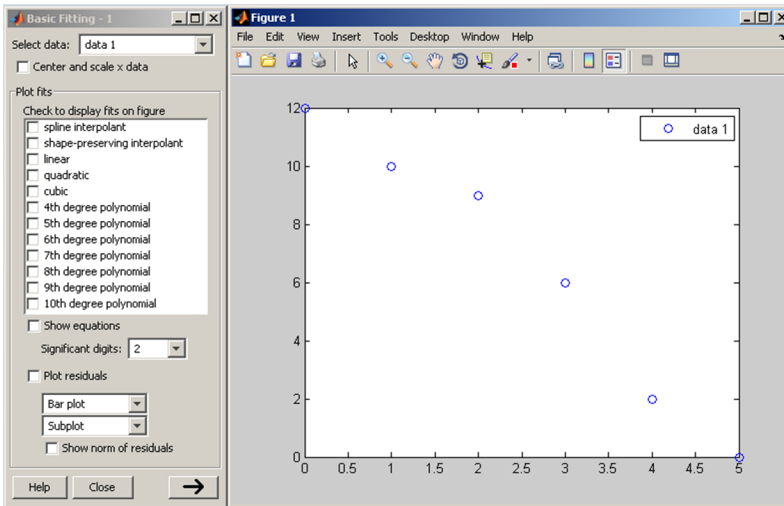 Basic Fitting - 1
Select data: data 1
Center and scale x data
Plot fits
Check to display fits on figure
spline interpolant
shape-preserving interpolant
linear
quadratic
cubic
4th degree polynomial
5th degree polynomial
6th degree polynomial
7th degree polynomial
8th degree polynomial
9th degree polynomial
10th degree polynomial
Show equations
Significant digits: 2
Plot residuals
Bar plot
Subplot
Show norm of residuals
Help Close
Figure 1
File Edit View Insert Tools Desktop Window Help
data 1
12
10
8
6
4
2
0
0 0.5 1 1.5 2 2.5 3 3.5 4 4.5 5